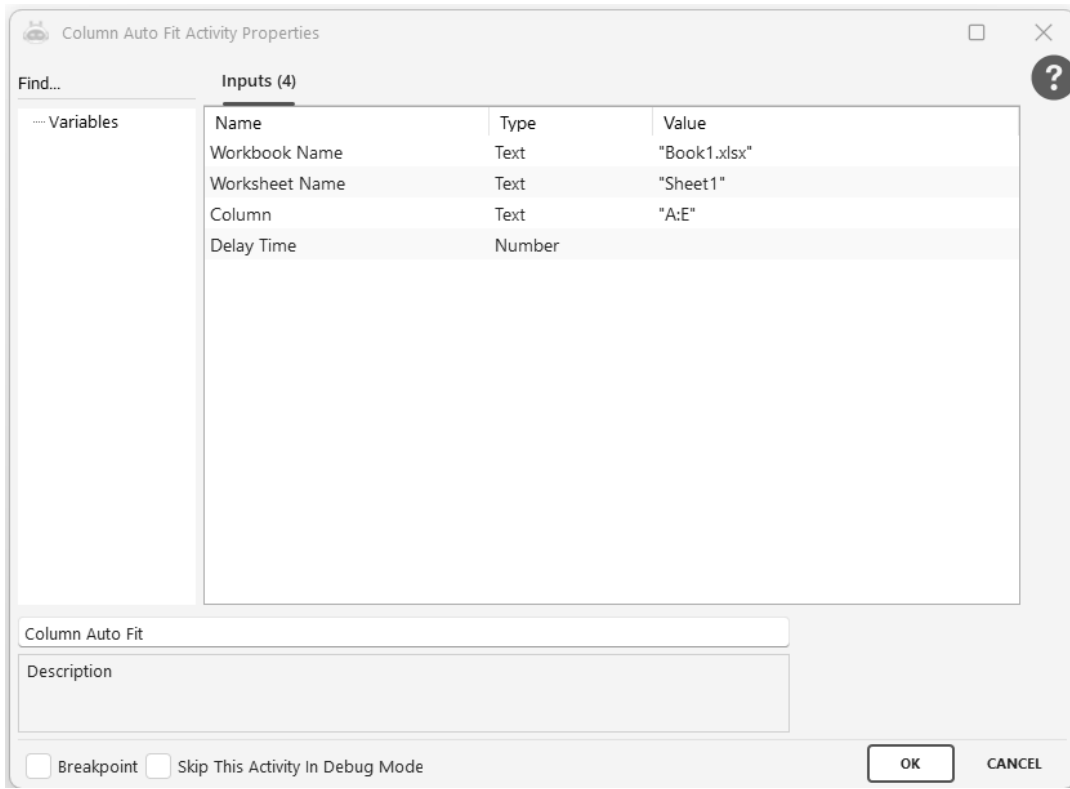 Column Auto Fit Activity Properties
Find...
Inputs (4)
?
Variables
Name Type Value
Workbook Name Text "Book1.xlsx"
Worksheet Name Text "Sheet1"
Column Text "A:E"
Delay Time Number
Column Auto Fit
Description
Breakpoint Skip This Activity In Debug Mode OK CANCEL